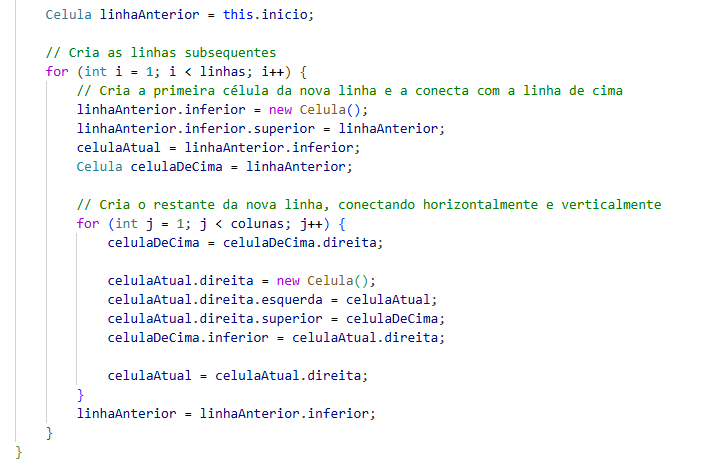 Celula linhaAnterior = this.inicio;
// Cria as linhas subsequentes
for (int i = 1; i < linhas; i++) {
// Cria a primeira célula da nova linha e a conecta com a linha de cima
linhaAnterior.inferior = new Celula();
linhaAnterior.inferior.superior = linhaAnterior;
celulaAtual = linhaAnterior.inferior;
Celula celulaDeCima = linhaAnterior;
// Cria o restante da nova linha, conectando horizontalmente e verticalmente
for (int j = 1; j < colunas; j++) {
celulaDeCima = celulaDeCima.direita;
celulaAtual.direita = new Celula();
celulaAtual.direita.esquerda = celulaAtual;
celulaAtual.direita.superior = celulaDeCima;
celulaDeCima.inferior = celulaAtual.direita;
celulaAtual = celulaAtual.direita;
}
linhaAnterior = linhaAnterior.inferior;
}
}